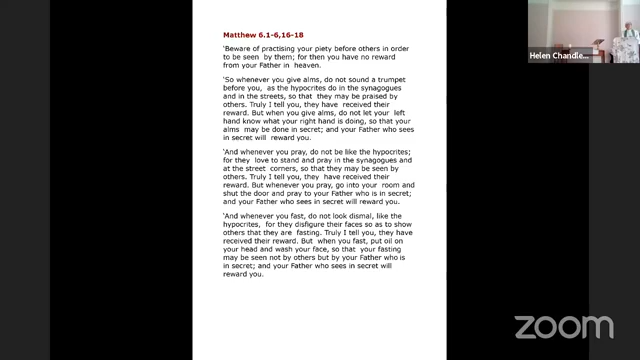 Matthew 6.1-6,16-18
'Beware of practising your piety before others in order
to be seen by them; for then you have no reward
from your Father in heaven.
'So whenever you give alms, do not sound a trumpet
before you, as the hypocrites do in the synagogues
and in the streets, so that they may be praised by
others. Truly I tell you, they have received their
reward. But when you give alms, do not let your left
hand know what your right hand is doing, so that your
alms may be done in secret; and your Father who sees
in secret will reward you.
'And whenever you pray, do not be like the hypocrites;
for they love to stand and pray in the synagogues and
at the street corners, so that they may be seen by
others. Truly I tell you, they have received their
reward. But whenever you pray, go into your room and
shut the door and pray to your Father who is in secret;
and your Father who sees in secret will reward you.
'And whenever you fast, do not look dismal, like the
hypocrites, for they disfigure their faces so as to show
others that they are fasting. Truly I tell you, they have
received their reward. But when you fast, put oil on
your head and wash your face, so that your fasting
may be seen not by others but by your Father who is
in secret; and your Father who sees in secret will
reward you.
Helen Chandle...
zoom